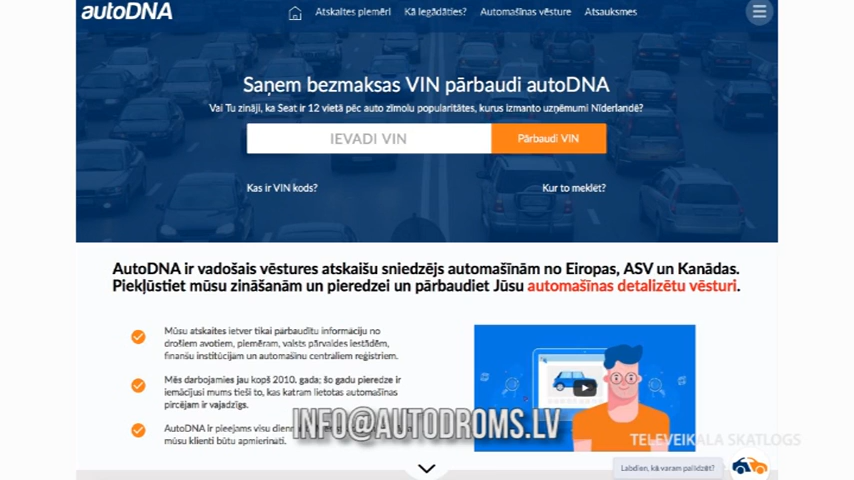 autoDNA
Atskaites piemēri Kā iegādāties? Automašīnas vēsture Atsauksmes
Saņem bezmaksas VIN pārbaudi autoDNA
Vai Tu zināji, ka Seat ir 12 vietā pēc auto zīmolu popularitātes, kurus izmanto uzņēmumi Nīderlandē?
IEVADI VIN
Pārbaudi VIN
Kas ir VIN kods?
Kur to meklēt?
AutoDNA ir vadošais vēstures atskaišu sniedzējs automašīnām no Eiropas, ASV un Kanādas.
Piekļūstiet mūsu zināšanām un pieredzei un pārbaudiet Jūsu automašīnas detalizētu vēsturi.
Mūsu atskaites ietver tikai pārbaudītu informāciju no
drošiem avotiem, piemēram, valsts pārvaldes iestādēm,
finanšu institūcijām un automašīnu centrāliem reģistriem.
Mēs darbojamies jau kopš 2010. gada; šo gadu pieredze ir
iemācījusi mums tieši to, kas katram lietotas automašīnas
pircējam ir vajadzīgs.
AutoDNA ir pieejams visu
mūsu klienti būtu apmierināti.
INFO@AUTODROMS.LV
TELEVEIKALA SKATLOGS
Labdien, kā varam palīdzēt?